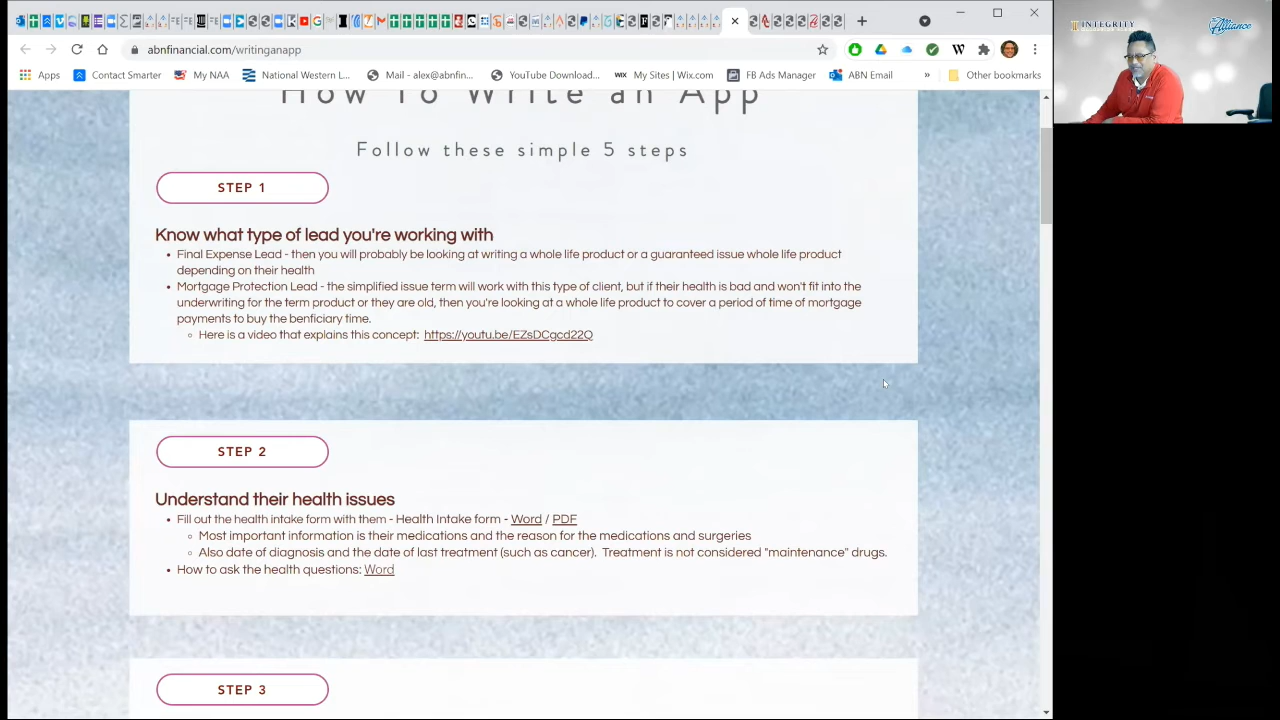 abnfinancial.com/writinganapp
Apps
Contact Smarter
My NAA
National Western L...
Mail - alex@abnfin...
YouTube Download...
WIX My Sites | Wix.com
FB Ads Manager
ABN Email
»
Other bookmarks
INTEGRITY
Alliance
How To Write an App
Follow these simple 5 steps
STEP 1
Know what type of lead you're working with
• Final Expense Lead - then you will probably be looking at writing a whole life product or a guaranteed issue whole life product
depending on their health
• Mortgage Protection Lead - the simplified issue term will work with this type of client, but if their health is bad and won't fit into the
underwriting for the term product or they are old, then you're looking at a whole life product to cover a period of time of mortgage
payments to buy the benficiary time.
◦ Here is a video that explains this concept: https://youtu.be/EZsDCgcd22Q
STEP 2
Understand their health issues
• Fill out the health intake form with them - Health Intake form - Word / PDF
◦ Most important information is their medications and the reason for the medications and surgeries
◦ Also date of diagnosis and the date of last treatment (such as cancer). Treatment is not considered "maintenance" drugs.
• How to ask the health questions: Word
STEP 3